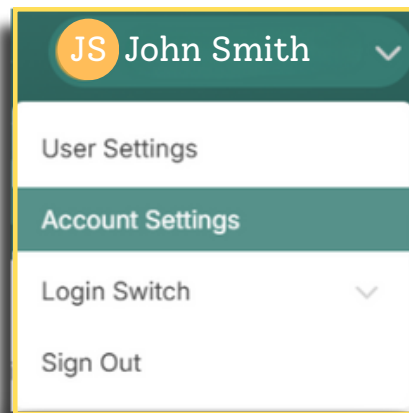 JS John Smith
User Settings
Account Settings
Login Switch
Sign Out